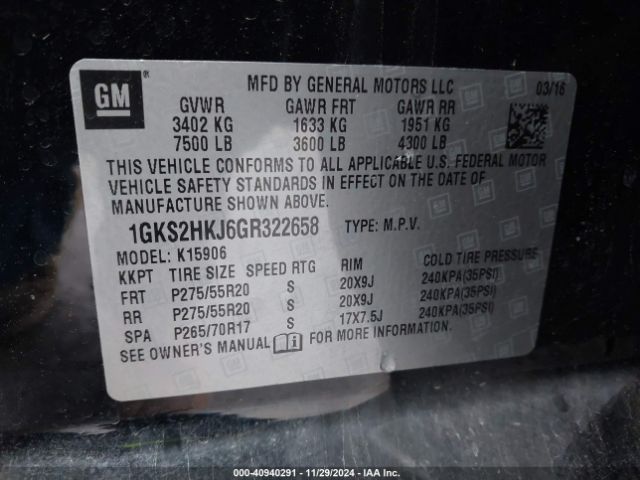 GM ®
MFD BY GENERAL MOTORS LLC 03/16
GVWR GAWR FRT GAWR RR
3402 KG 1633 KG 1951 KG
7500 LB 3600 LB 4300 LB
THIS VEHICLE CONFORMS TO ALL APPLICABLE U.S. FEDERAL MOTOR
VEHICLE SAFETY STANDARDS IN EFFECT ON THE DATE OF
MANUFACTURE SHOWN ABOVE.
1GKS2HKJ6GR322658 TYPE: M.P.V.
MODEL: K15906
KKPT TIRE SIZE SPEED RTG RIM COLD TIRE PRESSURE
FRT P275/55R20 S 20X9J 240KPA(35PSI)
RR P275/55R20 S 20X9J 240KPA(35PSI)
SPA P265/70R17 S 17X7.5J 240KPA(35PSI)
SEE OWNER'S MANUAL FOR MORE INFORMATION.
000-40940291 - 11/29/2024 - IAA Inc.